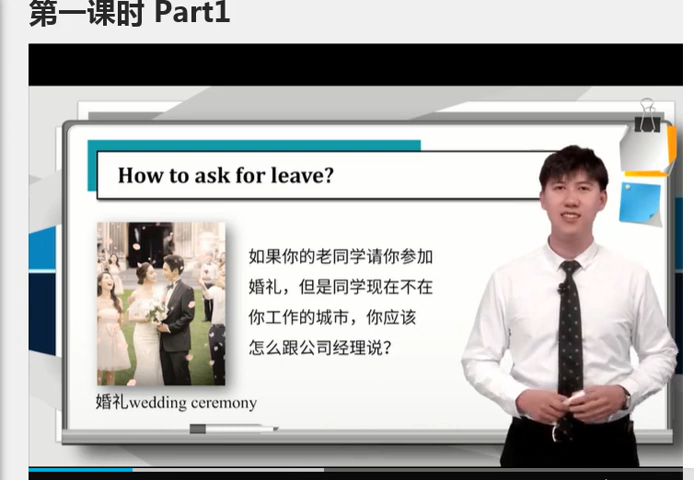 第一课时 Part1
How to ask for leave?
如果你的老同学请你参加
婚礼，但是同学现在不在
你工作的城市，你应该
怎么跟公司经理说？
婚礼wedding ceremony